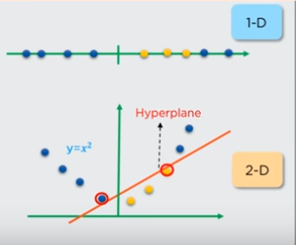 1-D
Hyperplane
y=x²
2-D